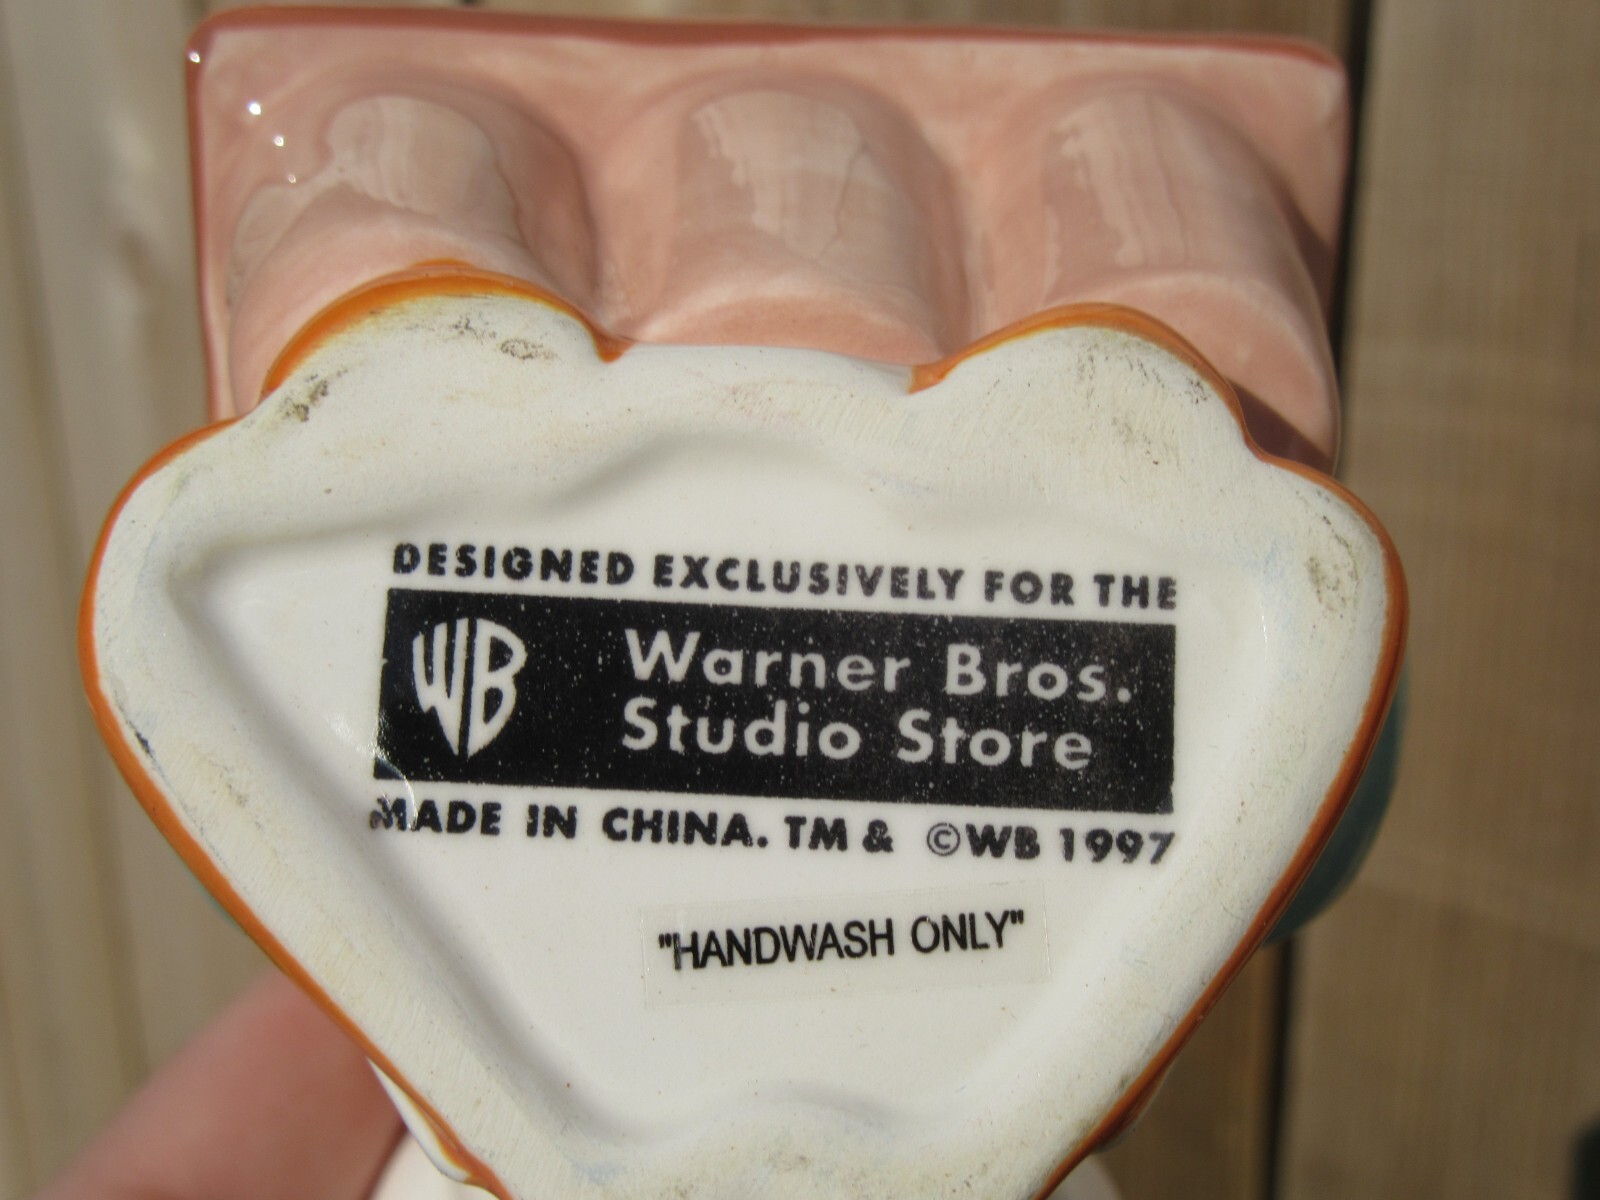 DESIGNED EXCLUSIVELY FOR THE
WB Warner Bros.
Studio Store
MADE IN CHINA. TM & ©WB 1997
"HANDWASH ONLY"